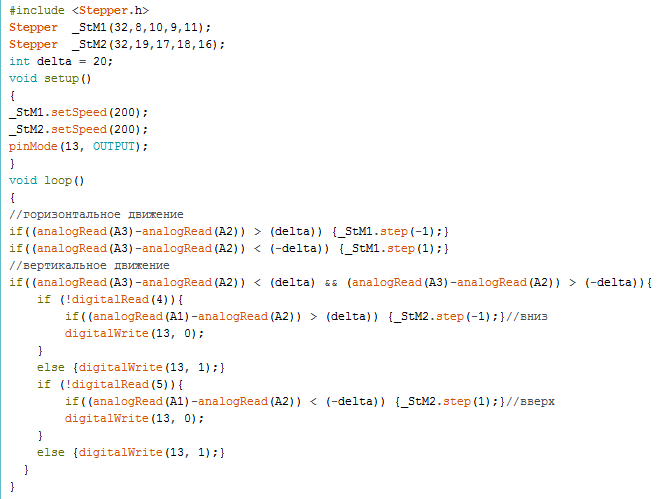 #include <Stepper.h>
Stepper  _StM1(32,8,10,9,11);
Stepper  _StM2(32,19,17,18,16);
int delta = 20;
void setup()
{
_StM1.setSpeed(200);
_StM2.setSpeed(200);
pinMode(13, OUTPUT);
}
void loop()
{
//горизонтальное движение
if((analogRead(A3)-analogRead(A2)) > (delta)) {_StM1.step(-1);}
if((analogRead(A3)-analogRead(A2)) < (-delta)) {_StM1.step(1);}
//вертикальное движение
if((analogRead(A3)-analogRead(A2)) < (delta) && (analogRead(A3)-analogRead(A2)) > (-delta)){
    if (!digitalRead(4)){
        if((analogRead(A1)-analogRead(A2)) > (delta)) {_StM2.step(-1);}//вниз
        digitalWrite(13, 0);
    }
    else {digitalWrite(13, 1);}
    if (!digitalRead(5)){
        if((analogRead(A1)-analogRead(A2)) < (-delta)) {_StM2.step(1);}//вверх
        digitalWrite(13, 0);
    }
    else {digitalWrite(13, 1);}
  }
}